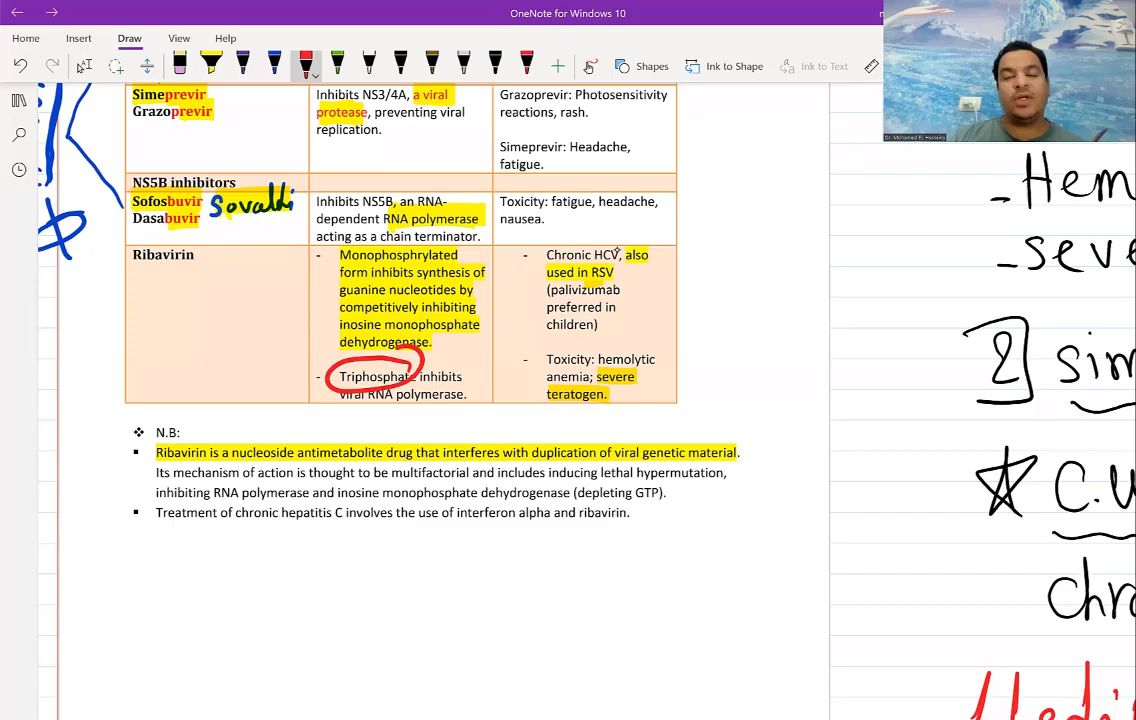 OneNote for Windows 10
Home Insert Draw View Help
Shapes Ink to Shape Ink to Text
Simeprevir
Grazoprevir
Inhibits NS3/4A, a viral
protease, preventing viral
replication.
Grazoprevir: Photosensitivity
reactions, rash.
Simeprevir: Headache,
fatigue.
NS5B inhibitors
Sofosbuvir Sovaldi
Dasabuvir
Inhibits NS5B, an RNA-
dependent RNA polymerase
acting as a chain terminator.
Toxicity: fatigue, headache,
nausea.
Ribavirin
- Monophosphrylated
form inhibits synthesis of
guanine nucleotides by
competitively inhibiting
inosine monophosphate
dehydrogenase.
- Triphosphate inhibits
viral RNA polymerase.
- Chronic HCV, also
used in RSV
(palivizumab
preferred in
children)
- Toxicity: hemolytic
anemia; severe
teratogen.
❖ N.B:
▪ Ribavirin is a nucleoside antimetabolite drug that interferes with duplication of viral genetic material.
Its mechanism of action is thought to be multifactorial and includes inducing lethal hypermutation,
inhibiting RNA polymerase and inosine monophosphate dehydrogenase (depleting GTP).
▪ Treatment of chronic hepatitis C involves the use of interferon alpha and ribavirin.
Dr. Mohamed EL Husseiny
- Hem
- seve
2 sim
C.V
chr